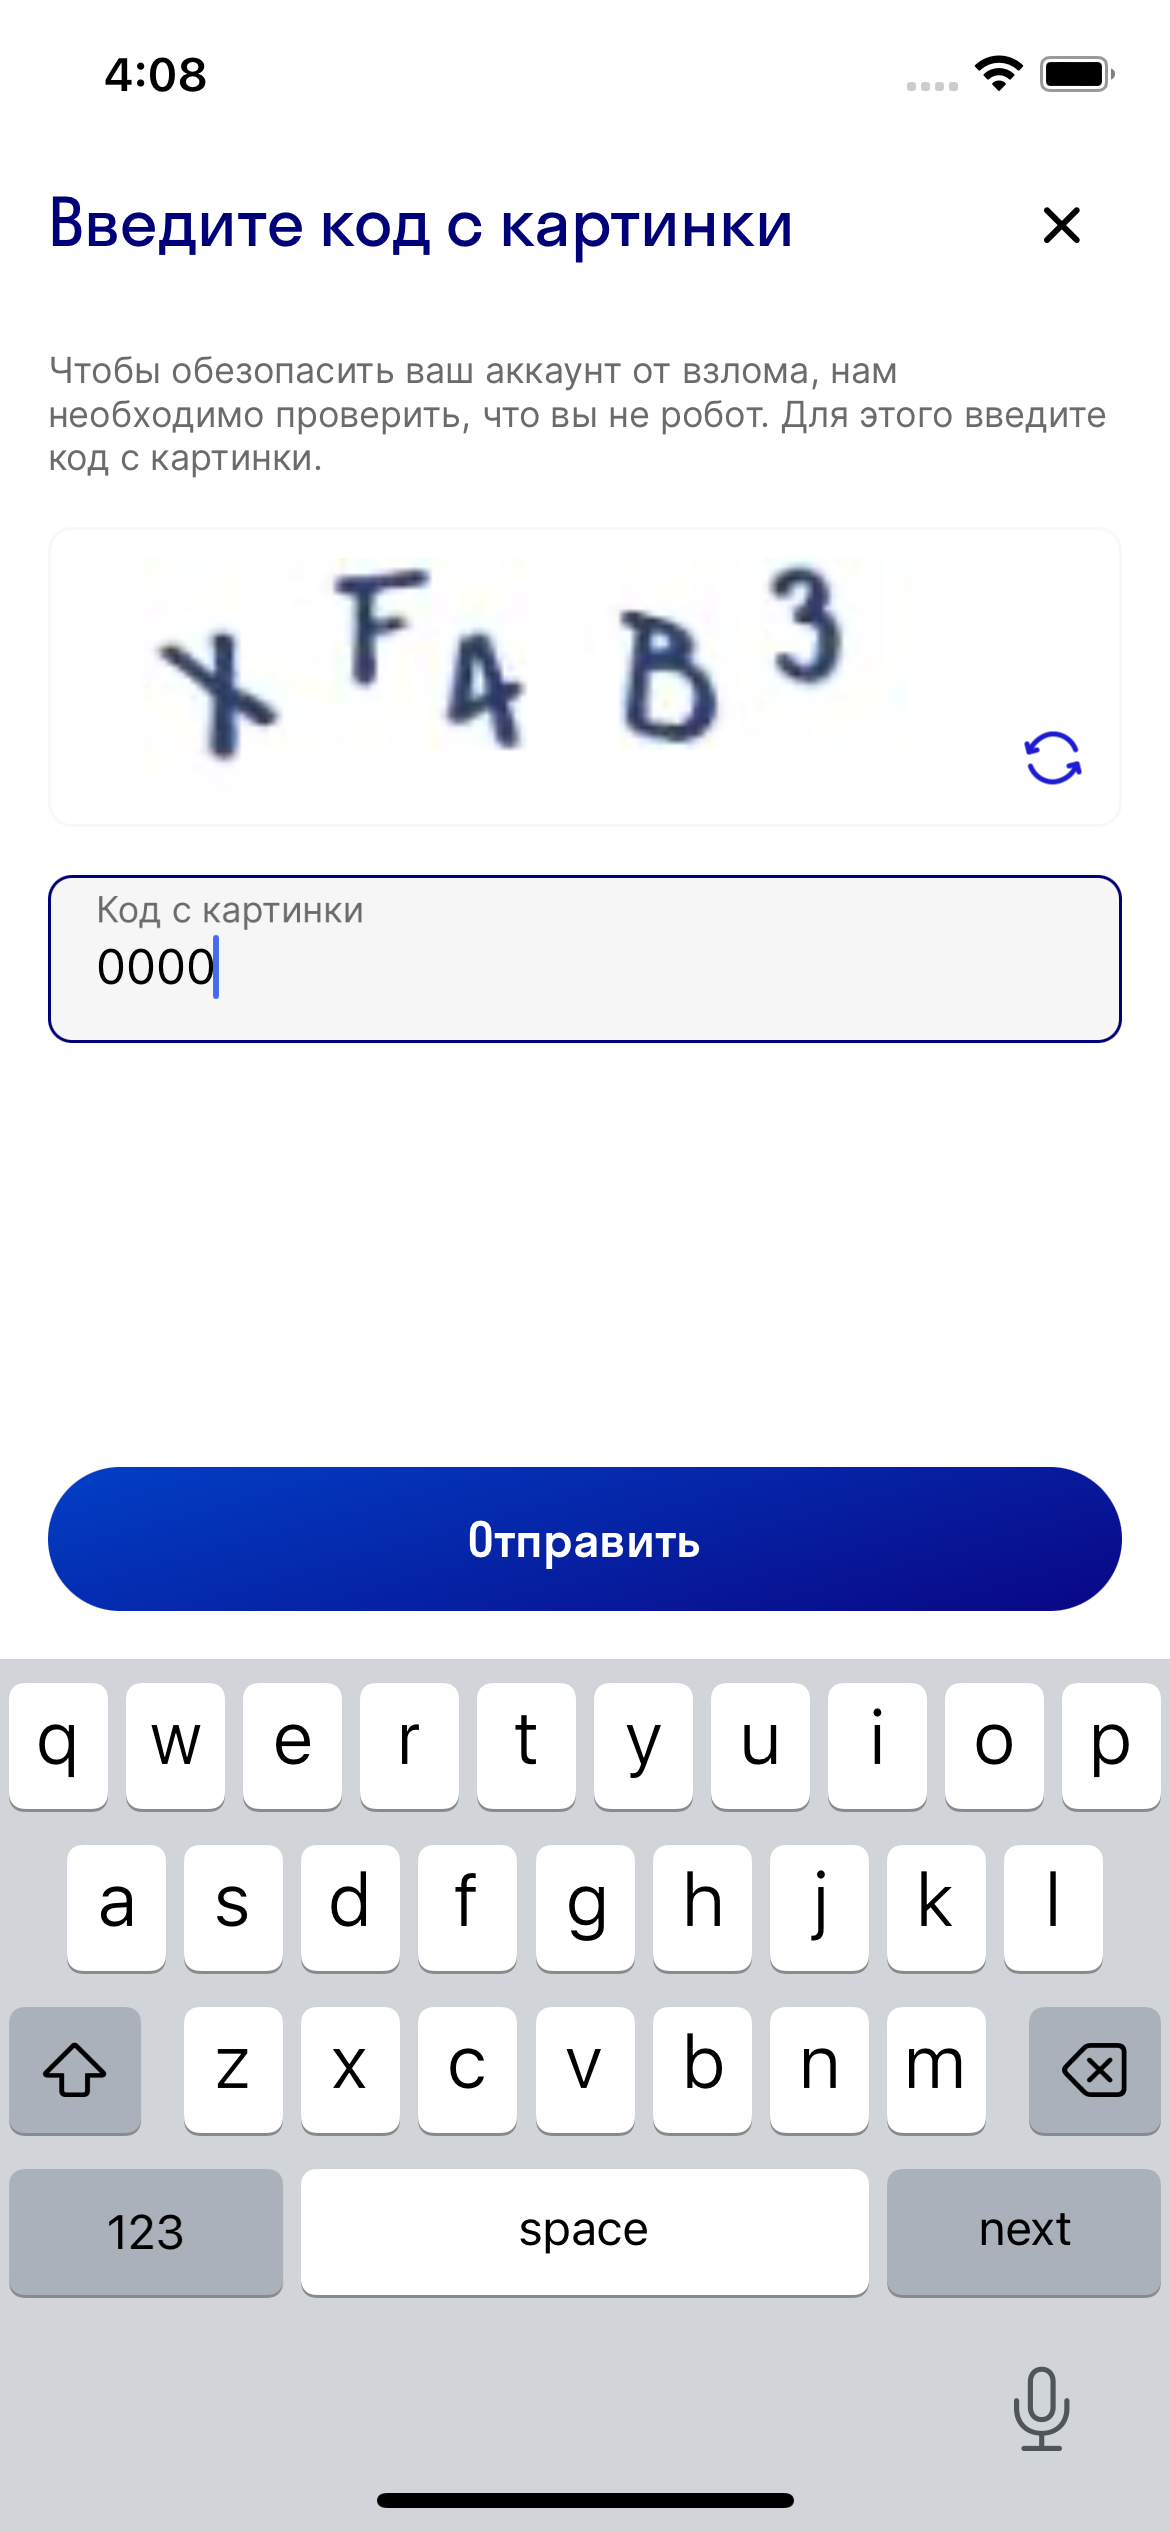 4:08
Введите код с картинки
Чтобы обезопасить ваш аккаунт от взлома, нам
необходимо проверить, что вы не робот. Для этого введите
код с картинки.
X F A B 3
Код с картинки
0000
Отправить
q w e r t y u i o p
a s d f g h j k l
z x c v b n m
123 space next